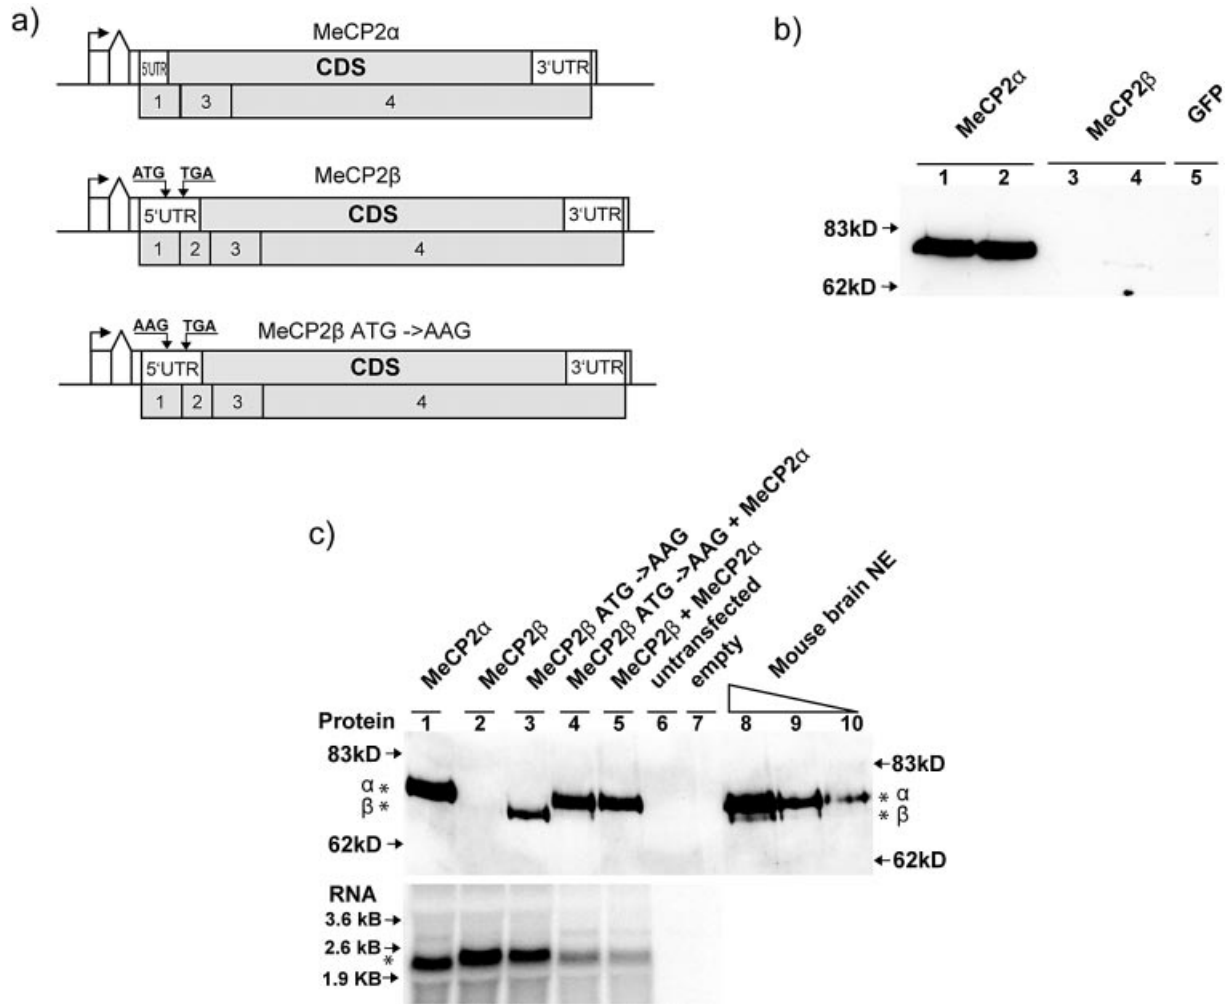 a)
MeCP2α
5'UTR CDS 3'UTR
1 3 4
ATG TGA
MeCP2β
5'UTR CDS 3'UTR
1 2 3 4
AAG TGA
MeCP2β ATG ->AAG
5'UTR CDS 3'UTR
1 2 3 4
b)
MeCP2α
MeCP2β
GFP
1 2 3 4 5
83kD
62kD
c)
MeCP2α
MeCP2β
MeCP2β ATG ->AAG
MeCP2β ATG ->AAG + MeCP2α
MeCP2β + MeCP2α
untransfected
empty
Mouse brain NE
Protein 1 2 3 4 5 6 7 8 9 10
83kD
83kD
α *
β *
* α
* β
62kD
62kD
RNA
3.6 kB
2.6 kB
*
1.9 KB